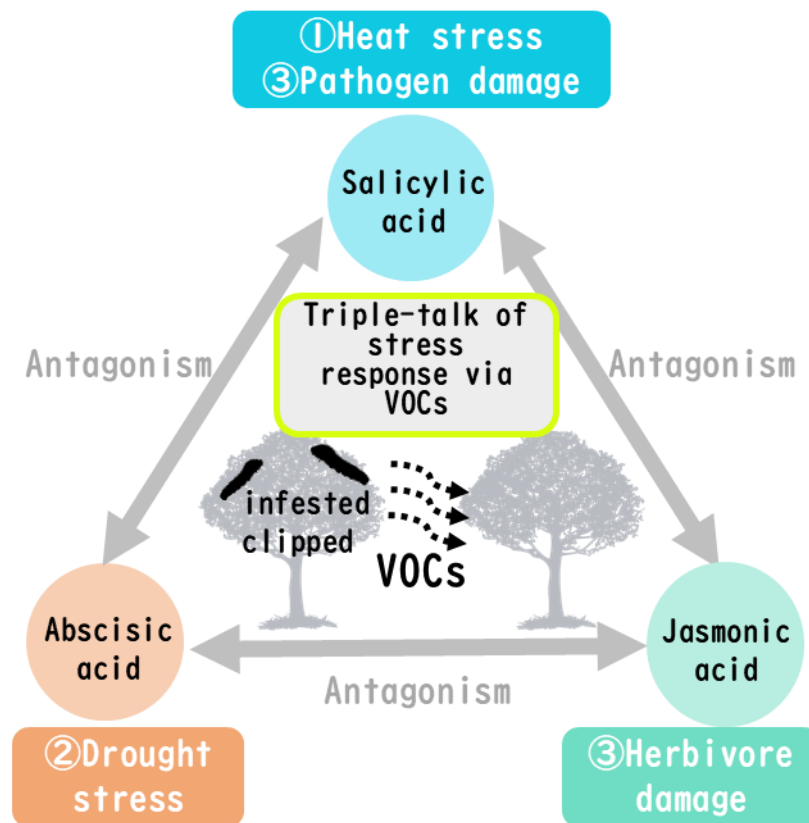 ①Heat stress
③Pathogen damage
Salicylic
acid
Triple-talk of
stress
response via
VOCs
Antagonism
Antagonism
infested
clipped
VOCs
Abscisic
acid
Jasmonic
acid
Antagonism
②Drought
stress
③Herbivore
damage